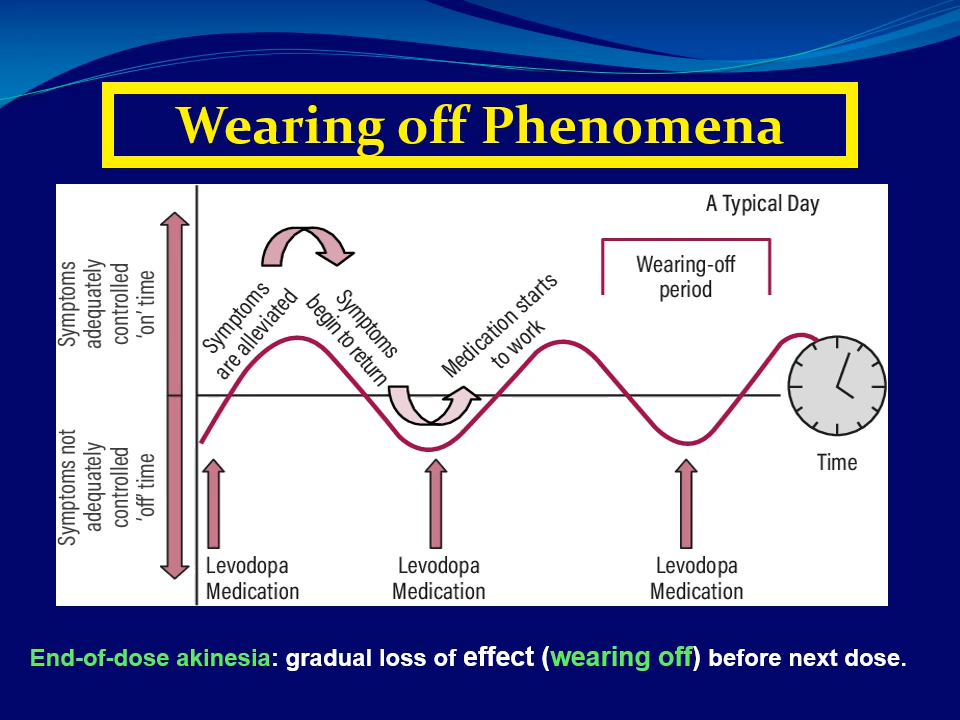 Wearing off Phenomena
A Typical Day
Symptoms
adequately
controlled
'on' time
Symptoms not
adequately
controlled
'off' time
Symptoms
are alleviated
Symptoms
begin to return
Medication starts
to work
Wearing-off
period
Time
Levodopa
Medication
Levodopa
Medication
Levodopa
Medication
End-of-dose akinesia: gradual loss of effect (wearing off) before next dose.